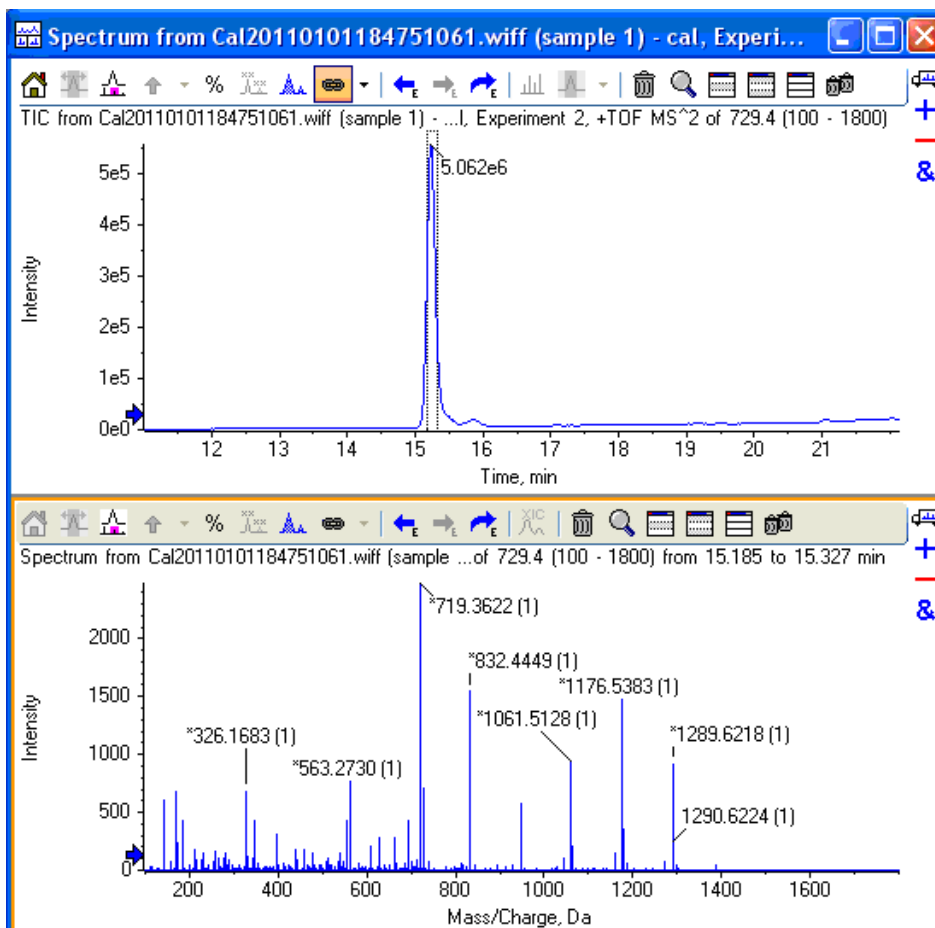 Spectrum from Cal20110101184751061.wiff (sample 1) - cal, Experi...
%
E E E
TIC from Cal20110101184751061.wiff (sample 1) - ...I, Experiment 2, +TOF MS^2 of 729.4 (100 - 1800)
&
5.062e6
5e5
4e5
3e5
2e5
1e5
0e0
Intensity
12 13 14 15 16 17 18 19 20 21
Time, min
%
E E E XIC
Spectrum from Cal20110101184751061.wiff (sample ...of 729.4 (100 - 1800) from 15.185 to 15.327 min
&
*719.3622 (1)
*832.4449 (1)
*1176.5383 (1)
*1061.5128 (1)
*326.1683 (1)
*1289.6218 (1)
*563.2730 (1)
1290.6224 (1)
2000
1500
1000
500
0
Intensity
200 400 600 800 1000 1200 1400 1600
Mass/Charge, Da